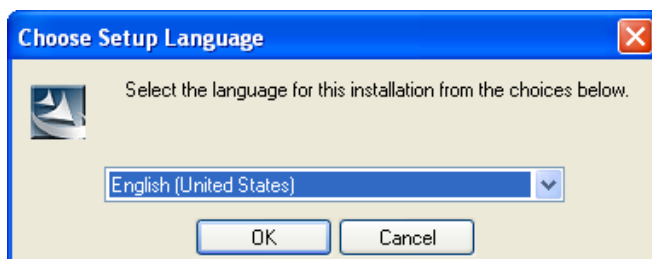 Choose Setup Language
Select the language for this installation from the choices below.
English (United States)
OK
Cancel